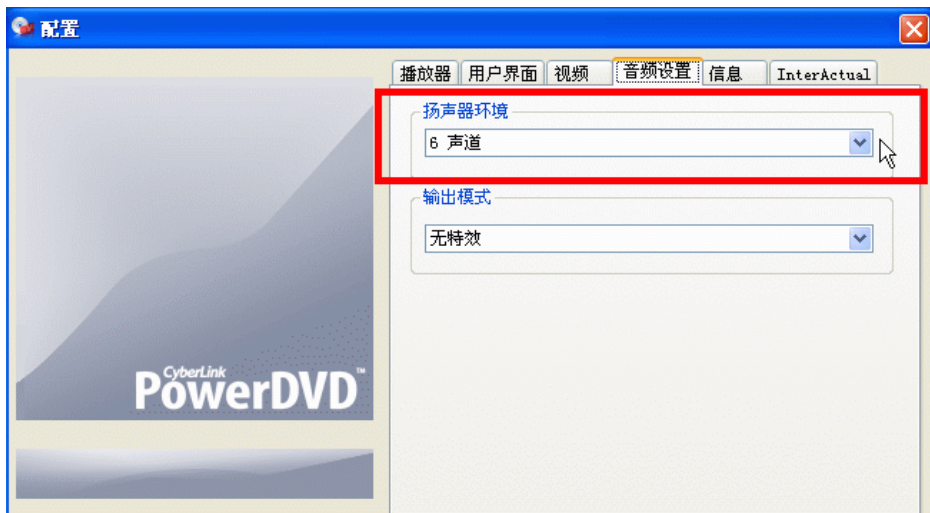 配置
播放器 用户界面 视频 音频设置 信息 InterActual
扬声器环境
6 声道
输出模式
无特效
CyberLink
PowerDVD™